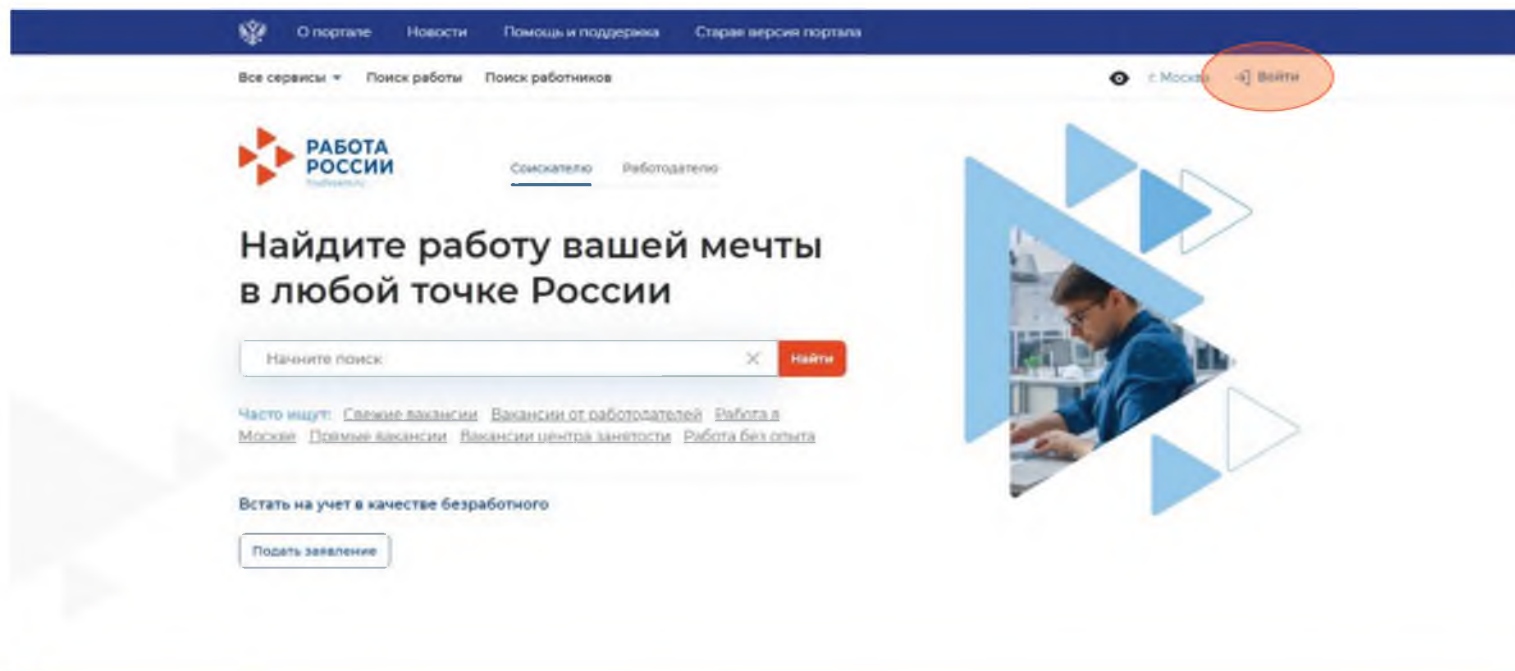 О портале Новости Помощь и поддержка Старая версия портала
Все сервисы Поиск работы Поиск работников г. Москва Войти
РАБОТА
РОССИИ
Соискателю Работодателю
Найдите работу вашей мечты
в любой точке России
Начните поиск Найти
Часто ищут: Свежие вакансии Вакансии от работодателей Работа в
Москве Прямые вакансии Вакансии центра занятости Работа без опыта
Встать на учет в качестве безработного
Подать заявление